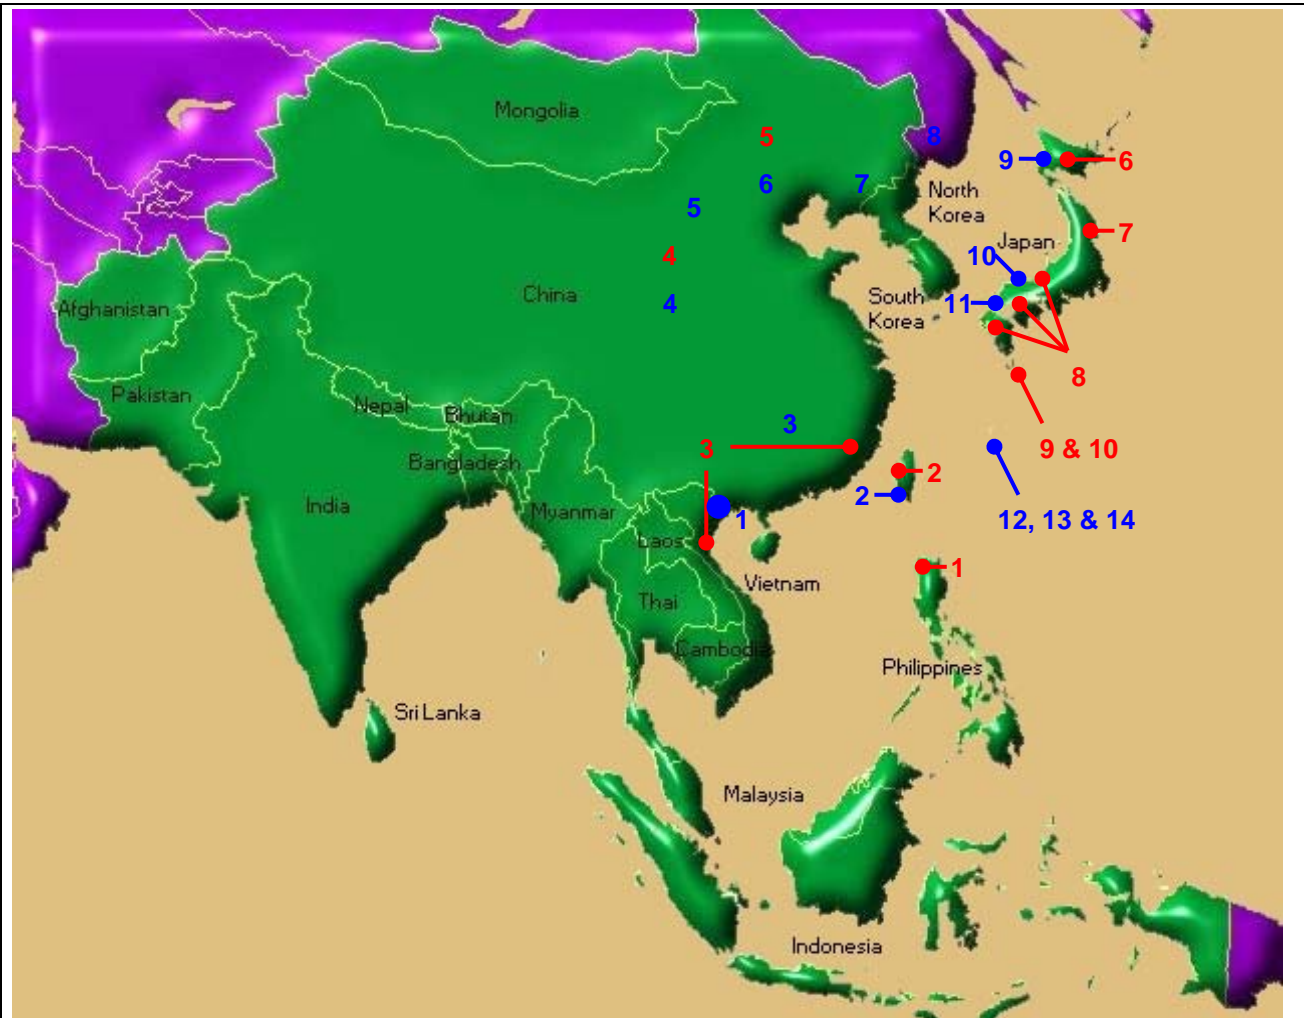 Mongolia
5
8
9
6
6
7
North
Korea
5
7
Japan
4
10
China
4
South
Korea
11
Afghanistan
8
Pakistan
Nepal
Bhutan
3
3
9 & 10
Bangladesh
2
2
India
Myanmar
1
12, 13 & 14
Laos
1
Vietnam
Thai
Cambodia
Philippines
Sri Lanka
Malaysia
Indonesia